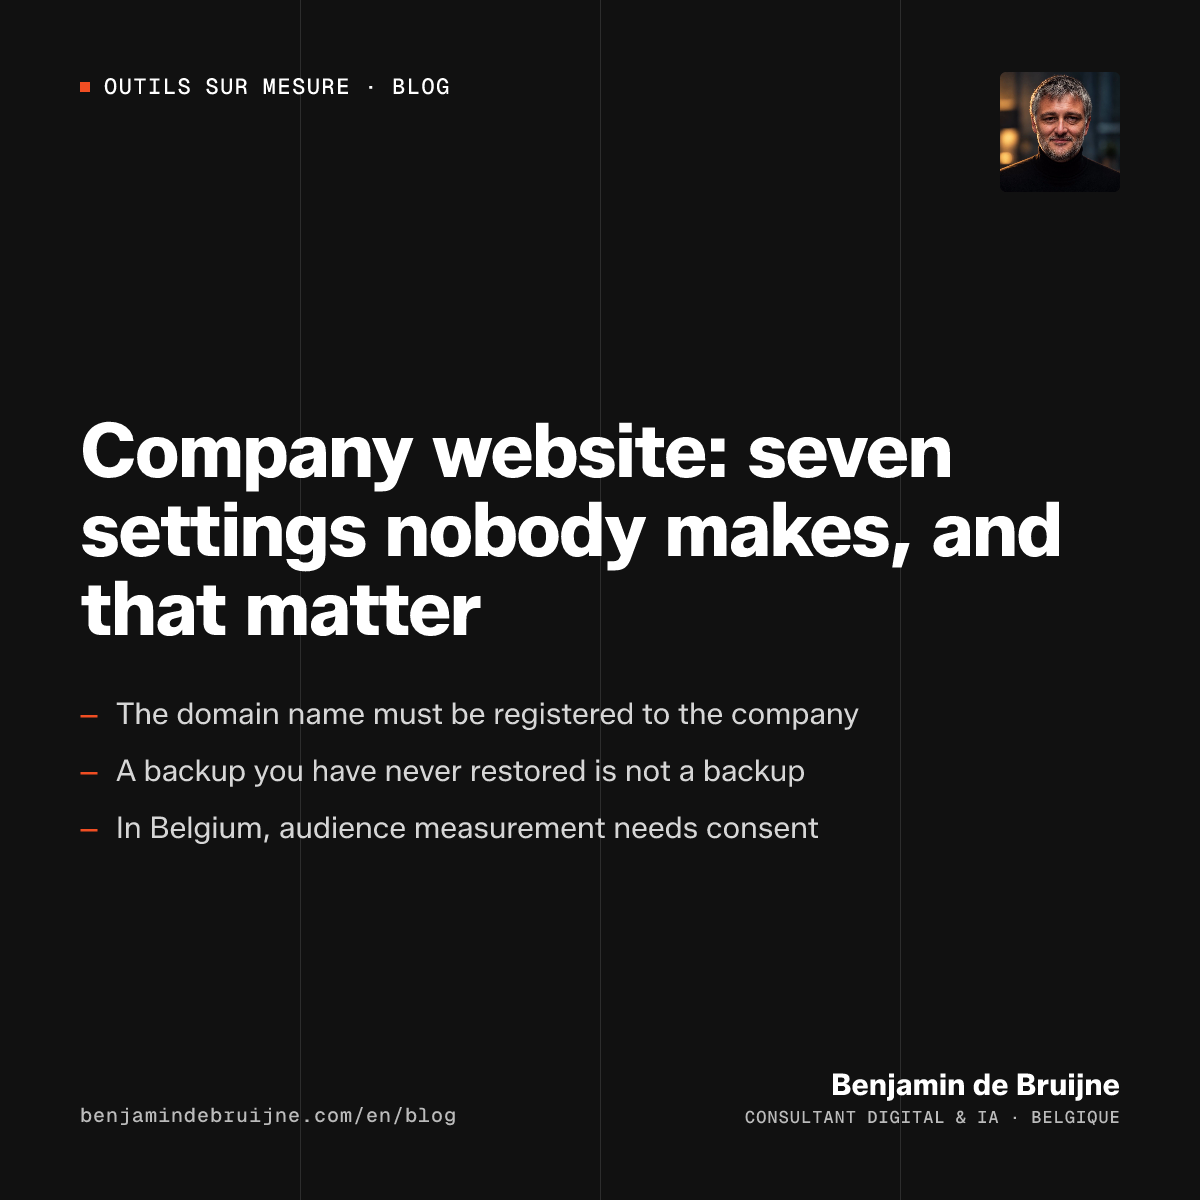 OUTILS SUR MESURE · BLOG
Company website: seven
settings nobody makes, and
that matter
– The domain name must be registered to the company
– A backup you have never restored is not a backup
– In Belgium, audience measurement needs consent
Benjamin de Bruijne
benjamindebruijne.com/en/blog
CONSULTANT DIGITAL & IA · BELGIQUE